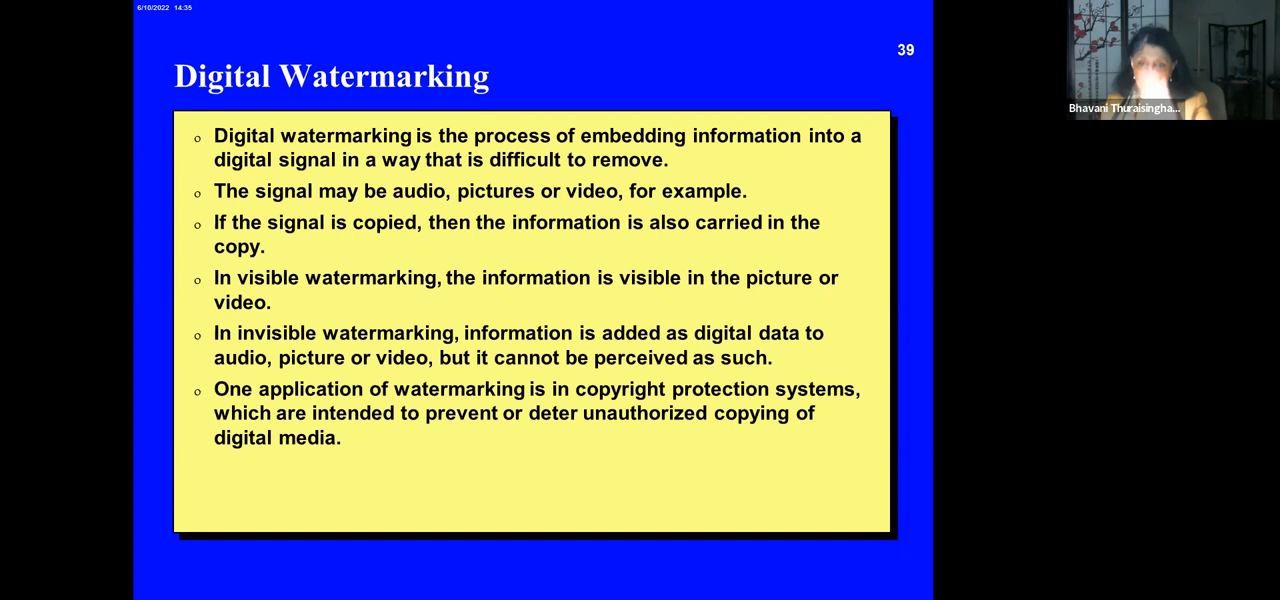 6/10/2022 14:35
39
Digital Watermarking
o Digital watermarking is the process of embedding information into a
digital signal in a way that is difficult to remove.
o The signal may be audio, pictures or video, for example.
o If the signal is copied, then the information is also carried in the
copy.
o In visible watermarking, the information is visible in the picture or
video.
o In invisible watermarking, information is added as digital data to
audio, picture or video, but it cannot be perceived as such.
o One application of watermarking is in copyright protection systems,
which are intended to prevent or deter unauthorized copying of
digital media.
Bhavani Thuraisingha...